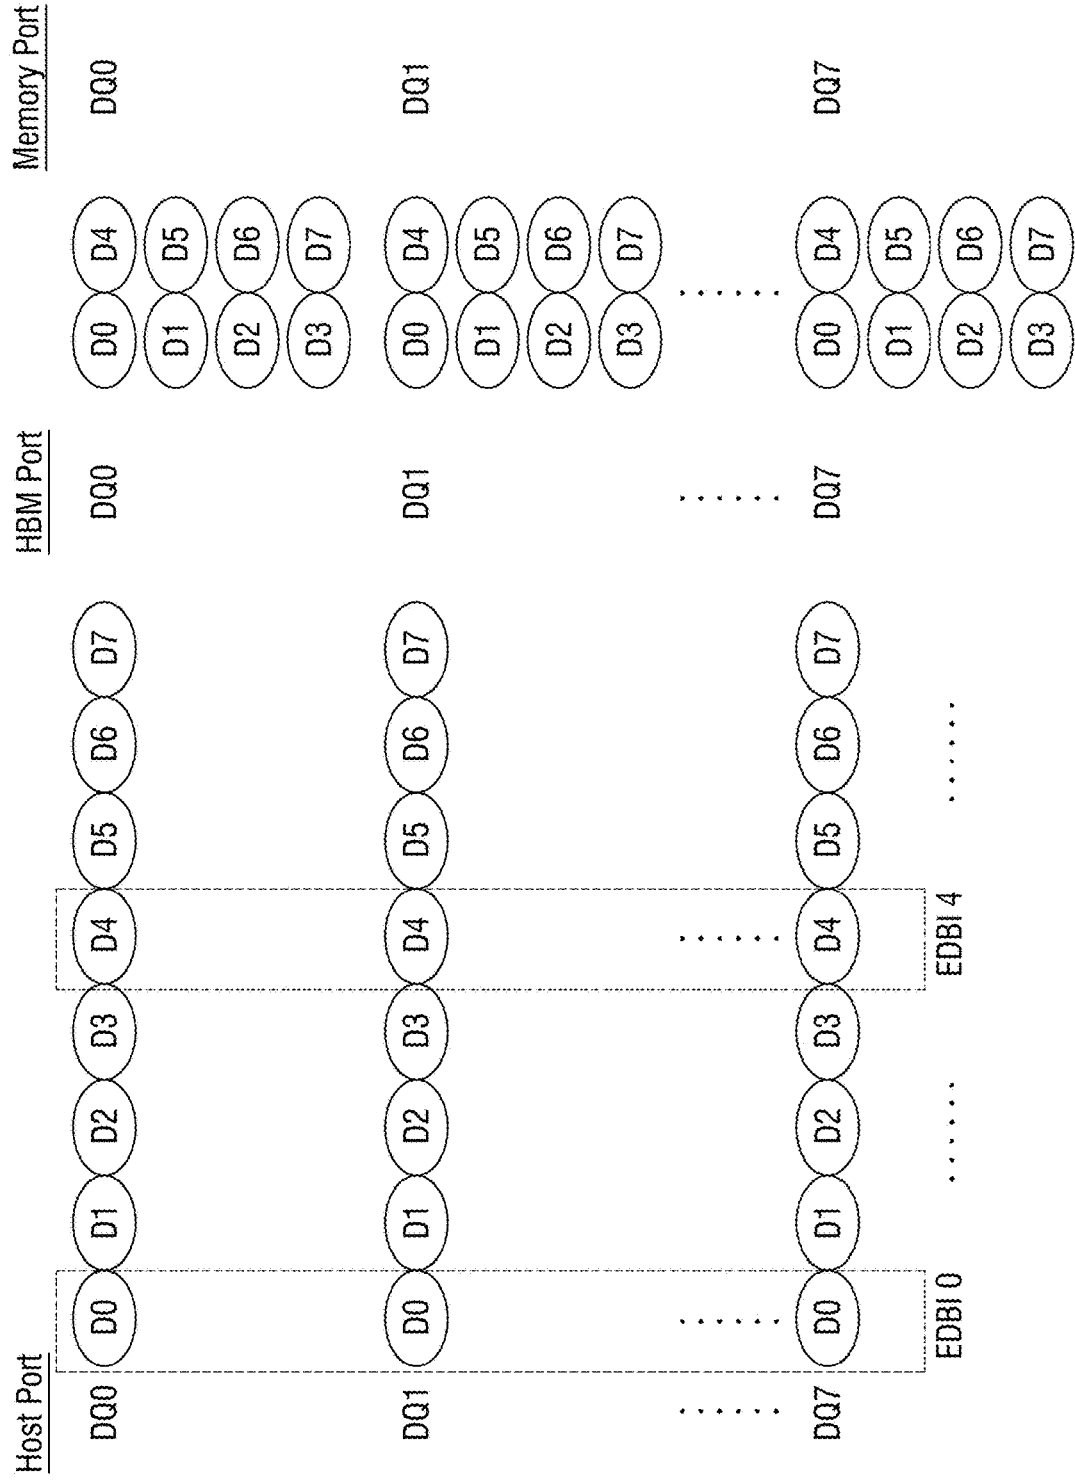 Host Port HBM Port Memory Port
DQ0 D0 D1 D2 D3 D4 D5 D6 D7 DQ0 D0 D4 DQ0
D1 D5
D2 D6
D3 D7
DQ1 D0 D1 D2 D3 D4 D5 D6 D7 DQ1 D0 D4 DQ1
D1 D5
D2 D6
D3 D7
DQ7 D0 D1 D2 D3 D4 D5 D6 D7 DQ7 D0 D4 DQ7
D1 D5
D2 D6
D3 D7
EDBI 0 EDBI 4